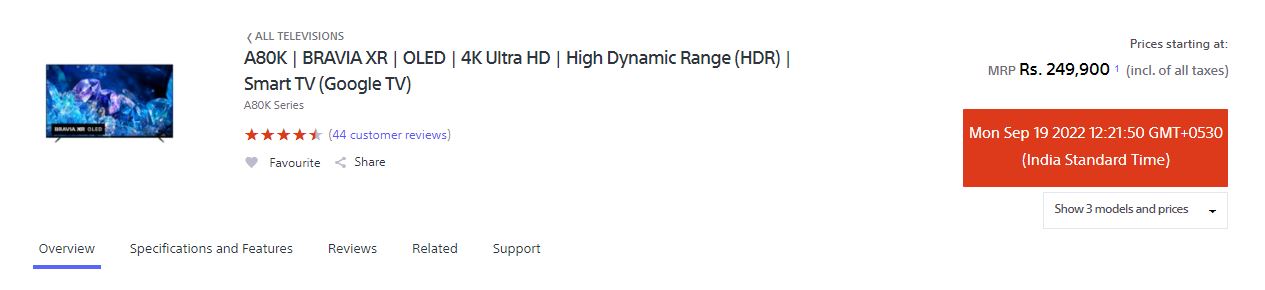 ALL TELEVISIONS
A80K | BRAVIA XR | OLED | 4K Ultra HD | High Dynamic Range (HDR) |
Smart TV (Google TV)
A80K Series
(44 customer reviews)
Favourite
Share
BRAVIA XR OLED
Prices starting at:
MRP Rs. 249,900 ¹ (incl. of all taxes)
Mon Sep 19 2022 12:21:50 GMT+0530
(India Standard Time)
Show 3 models and prices
Overview
Specifications and Features
Reviews
Related
Support